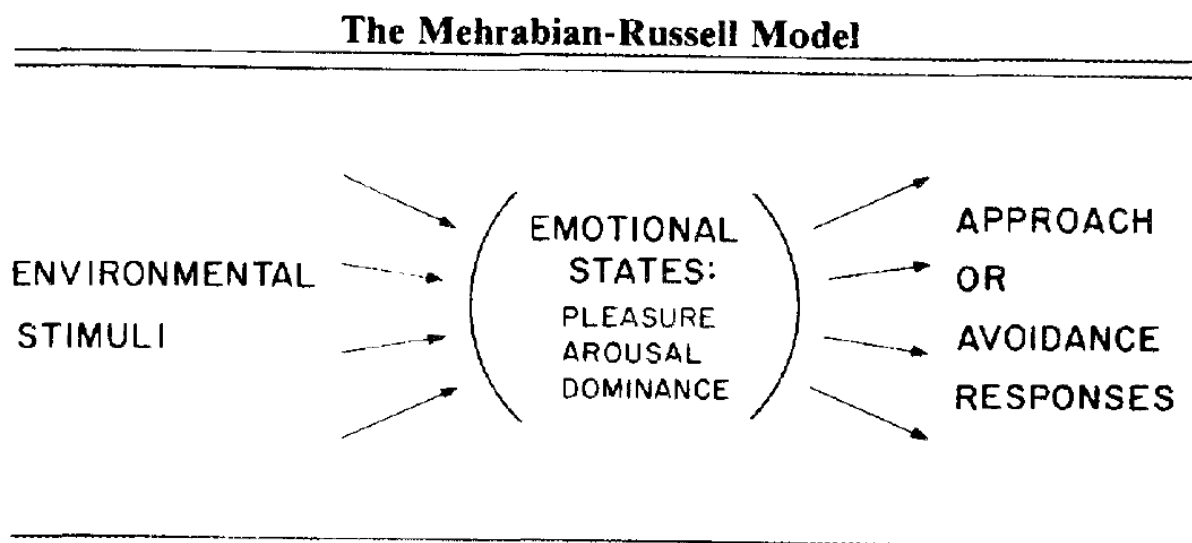 The Mehrabian-Russell Model
ENVIRONMENTAL
STIMULI
EMOTIONAL
STATES:
PLEASURE
AROUSAL
DOMINANCE
APPROACH
OR
AVOIDANCE
RESPONSES